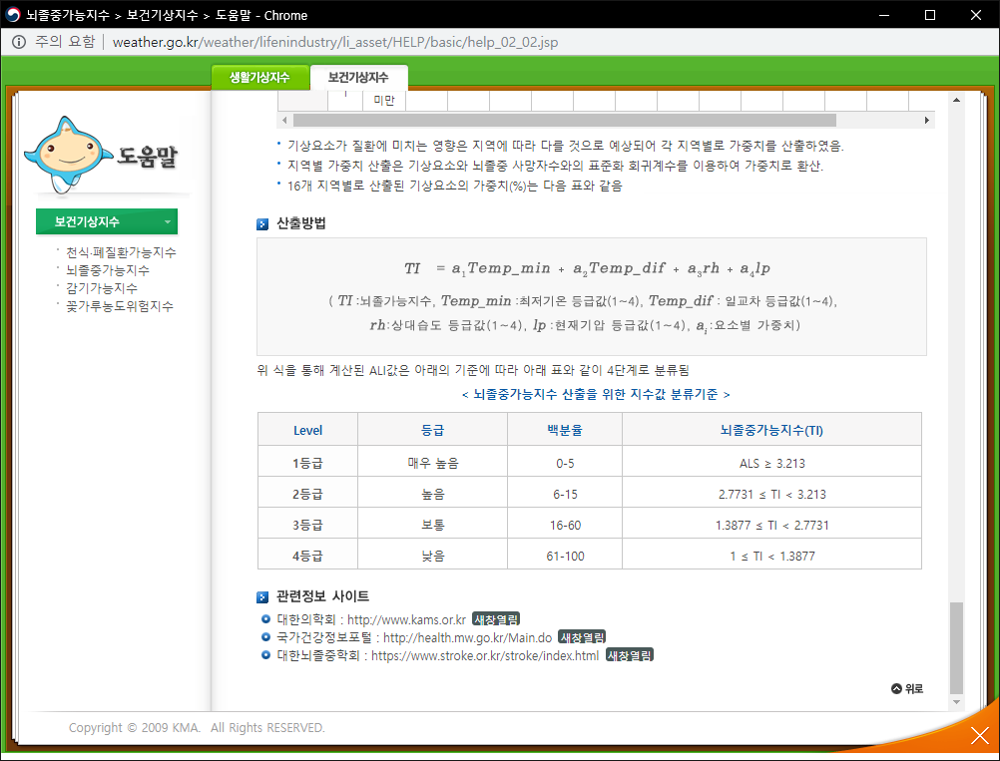 뇌졸중가능지수 > 보건기상지수 > 도움말 - Chrome
주의 요함 | weather.go.kr/weather/lifenindustry/li_asset/HELP/basic/help_02_02.jsp
생활기상지수 보건기상지수
미만
도움말
보건기상지수
천식·폐질환가능지수
뇌졸중가능지수
감기가능지수
꽃가루농도위험지수
• 기상요소가 질환에 미치는 영향은 지역에 따라 다를 것으로 예상되어 각 지역별로 가중치를 산출하였음.
• 지역별 가중치 산출은 기상요소와 뇌졸중 사망자수와의 표준화 회귀계수를 이용하여 가중치로 환산.
• 16개 지역별로 산출된 기상요소의 가중치(%)는 다음 표와 같음
산출방법
TI = a₁Temp_min + a₂Temp_dif + a₃rh + a₄lp
( TI :뇌졸가능지수, Temp_min :최저기온 등급값(1~4), Temp_dif : 일교차 등급값(1~4),
rh:상대습도 등급값(1~4), lp :현재기압 등급값(1~4), aᵢ:요소별 가중치)
위 식을 통해 계산된 ALI값은 아래의 기준에 따라 아래 표와 같이 4단계로 분류됨
< 뇌졸중가능지수 산출을 위한 지수값 분류기준 >
Level 등급 백분율 뇌졸중가능지수(TI)
1등급 매우 높음 0-5 ALS ≥ 3.213
2등급 높음 6-15 2.7731 ≤ TI < 3.213
3등급 보통 16-60 1.3877 ≤ TI < 2.7731
4등급 낮음 61-100 1 ≤ TI < 1.3877
관련정보 사이트
대한의학회 : http://www.kams.or.kr 새창열림
국가건강정보포털 : http://health.mw.go.kr/Main.do 새창열림
대한뇌졸중학회 : https://www.stroke.or.kr/stroke/index.html 새창열림
위로
Copyright © 2009 KMA. All Rights RESERVED.